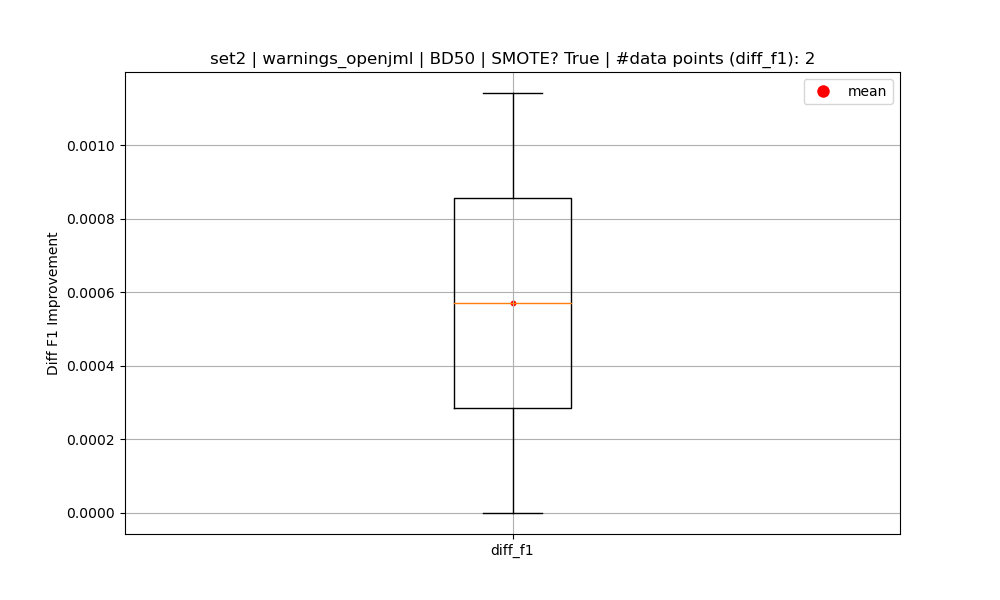 set2 | warnings_openjml | BD50 | SMOTE? True | #data points (diff_f1): 2
mean
0.0010
0.0008
0.0006
0.0004
0.0002
0.0000
Diff F1 Improvement
diff_f1